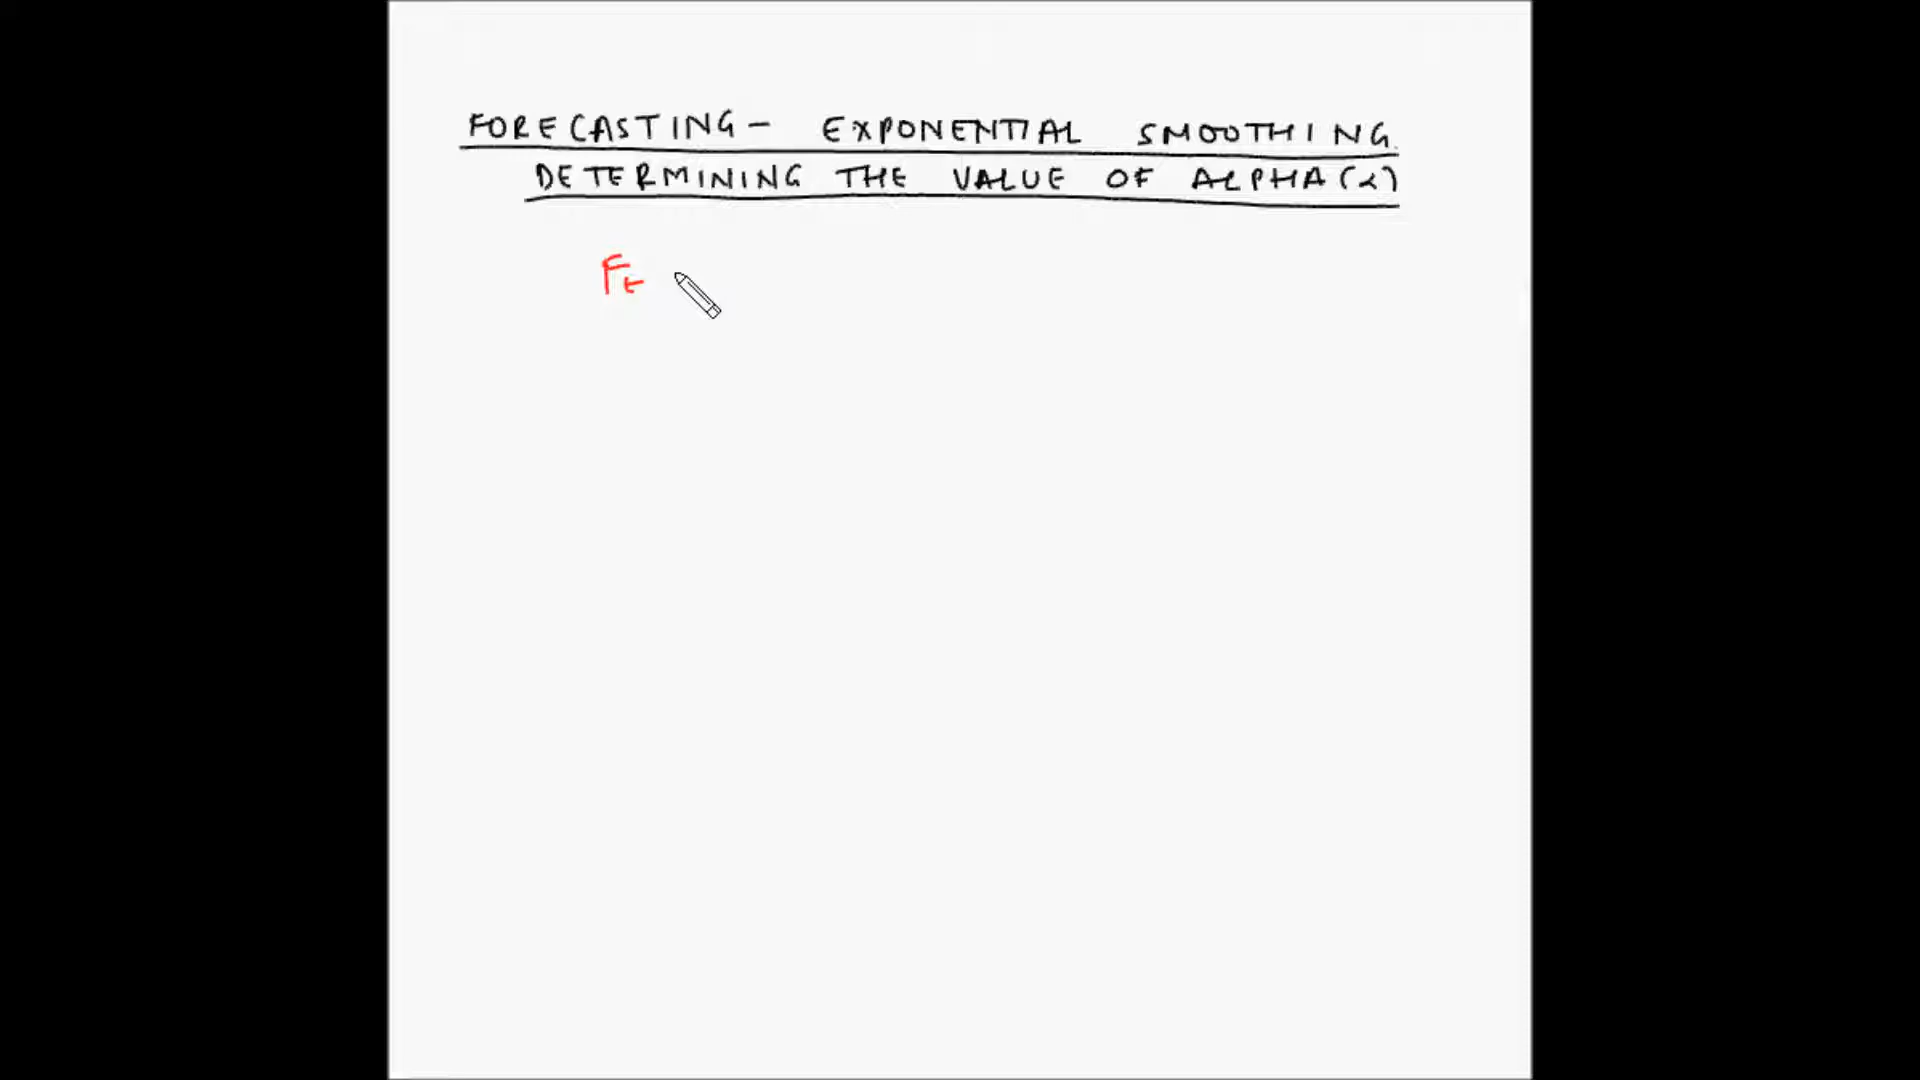 FORECASTING - EXPONENTIAL SMOOTHING.
DETERMINING THE VALUE OF ALPHA (α)
Ft